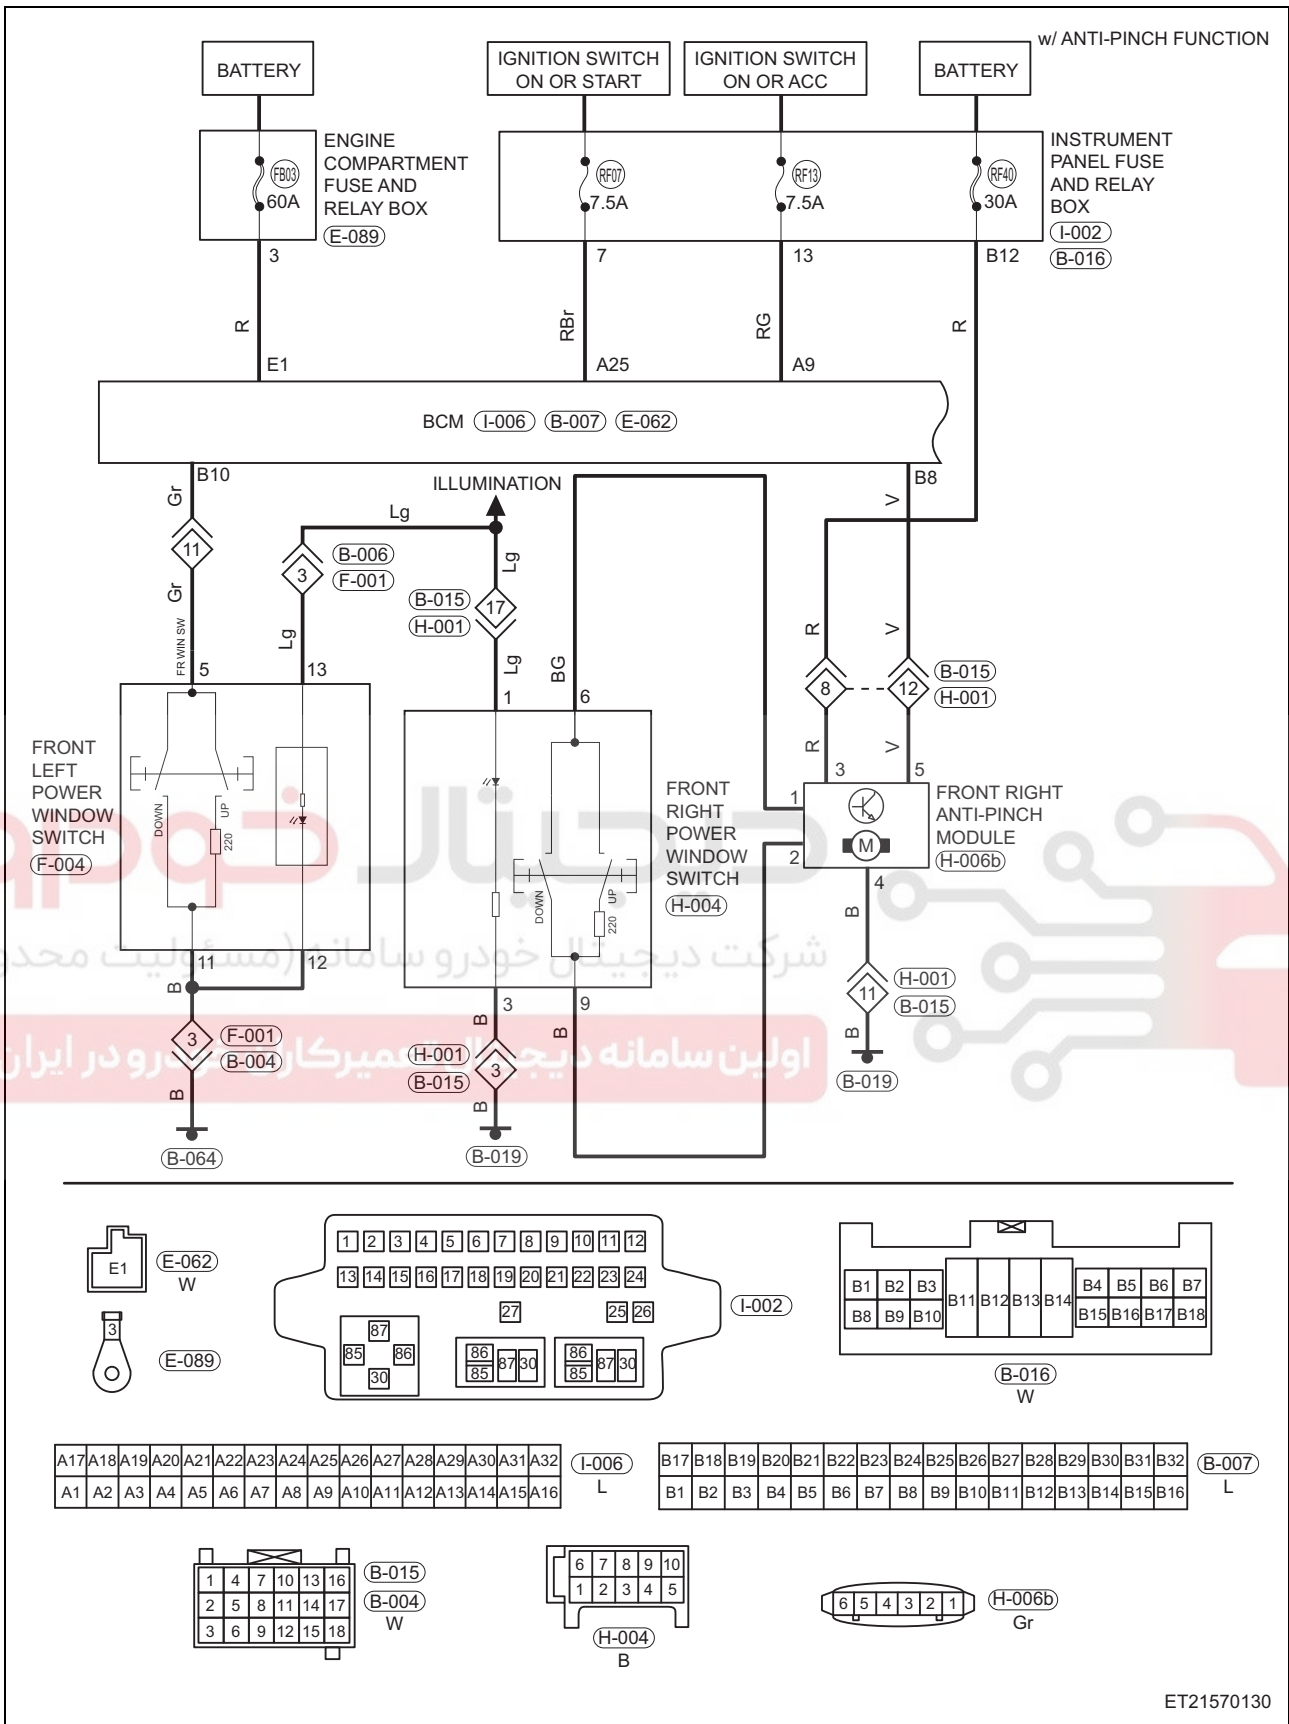 w/ ANTI-PINCH FUNCTION
BATTERY
IGNITION SWITCH
ON OR START
IGNITION SWITCH
ON OR ACC
BATTERY
ENGINE
COMPARTMENT
FUSE AND
RELAY BOX
E-089
FB03
60A
RF07
7.5A
RF13
7.5A
RF40
30A
INSTRUMENT
PANEL FUSE
AND RELAY
BOX
I-002
B-016
3
7
13
B12
R
RBr
RG
R
E1
A25
A9
BCM I-006 B-007 E-062
B10
B8
Gr
ILLUMINATION
Lg
V
11
3
B-006
F-001
Lg
B-015
H-001
17
Gr
FR WIN SW
Lg
Lg
BG
R
V
8
12
B-015
H-001
5
13
1
6
R
V
3
5
FRONT
LEFT
POWER
WINDOW
SWITCH
F-004
DOWN
UP
220
FRONT
RIGHT
POWER
WINDOW
SWITCH
H-004
DOWN
UP
220
1
2
M
4
FRONT RIGHT
ANTI-PINCH
MODULE
H-006b
دیجیتال خودرو
شرکت دیجیتال خودرو سامانه (مسئولیت محدو
اولین سامانه دیجیتال تعمیرکاران خودرو در ایران
11
12
B
3
F-001
B-004
B
B-064
3
9
B
B
H-001
B-015
3
B
B-019
B
11
H-001
B-015
B
B-019
E1
E-062
W
3
E-089
1 2 3 4 5 6 7 8 9 10 11 12
13 14 15 16 17 18 19 20 21 22 23 24
27 25 26
87
85 86
30
86
85
87 30
86
85
87 30
I-002
B1 B2 B3 B11 B12 B13 B14 B4 B5 B6 B7
B8 B9 B10 B15 B16 B17 B18
B-016
W
A17 A18 A19 A20 A21 A22 A23 A24 A25 A26 A27 A28 A29 A30 A31 A32
A1 A2 A3 A4 A5 A6 A7 A8 A9 A10 A11 A12 A13 A14 A15 A16
I-006
L
B17 B18 B19 B20 B21 B22 B23 B24 B25 B26 B27 B28 B29 B30 B31 B32
B1 B2 B3 B4 B5 B6 B7 B8 B9 B10 B11 B12 B13 B14 B15 B16
B-007
L
1 4 7 10 13 16
2 5 8 11 14 17
3 6 9 12 15 18
B-015
B-004
W
6 7 8 9 10
1 2 3 4 5
H-004
B
6 5 4 3 2 1
H-006b
Gr
ET21570130